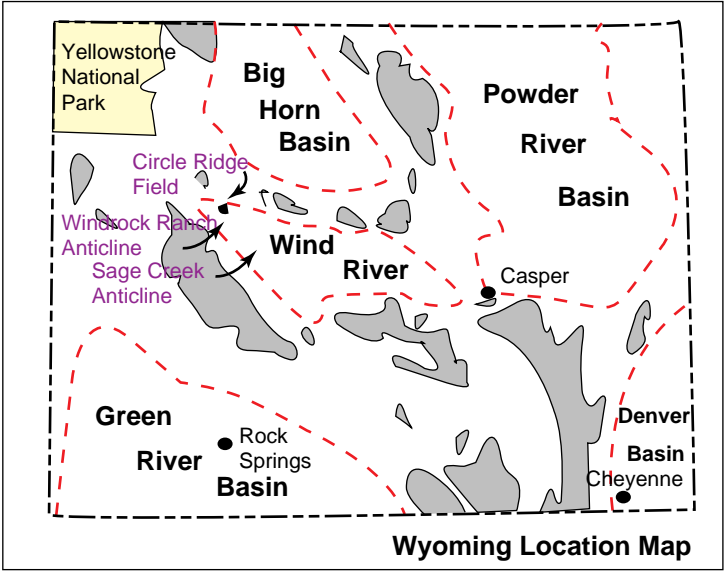 Yellowstone
National
Park
Big
Horn
Basin
Powder
River
Basin
Circle Ridge
Field
Windrock Ranch
Anticline
Sage Creek
Anticline
Wind
River
Casper
Green
River
Basin
Rock
Springs
Denver
Basin
Cheyenne
Wyoming Location Map